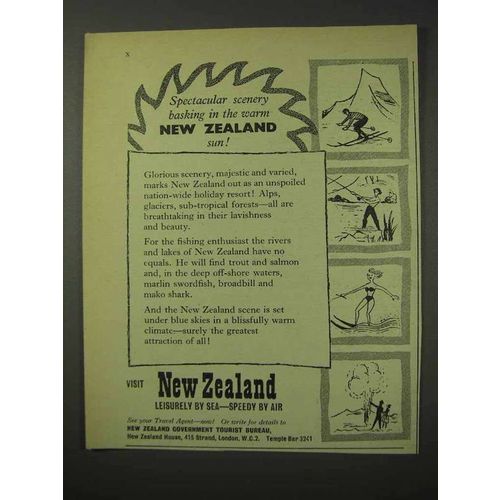 x
Spectacular scenery
basking in the warm
NEW ZEALAND
sun!
Glorious scenery, majestic and varied,
marks New Zealand out as an unspoiled
nation-wide holiday resort! Alps,
glaciers, sub-tropical forests—all are
breathtaking in their lavishness
and beauty.
For the fishing enthusiast the rivers
and lakes of New Zealand have no
equals. He will find trout and salmon
and, in the deep off-shore waters,
marlin swordfish, broadbill and
mako shark.
And the New Zealand scene is set
under blue skies in a blissfully warm
climate—surely the greatest
attraction of all!
VISIT New Zealand
LEISURELY BY SEA—SPEEDY BY AIR
See your Travel Agent—now! Or write for details to
NEW ZEALAND GOVERNMENT TOURIST BUREAU,
New Zealand House, 415 Strand, London, W.C.2. Temple Bar 3241